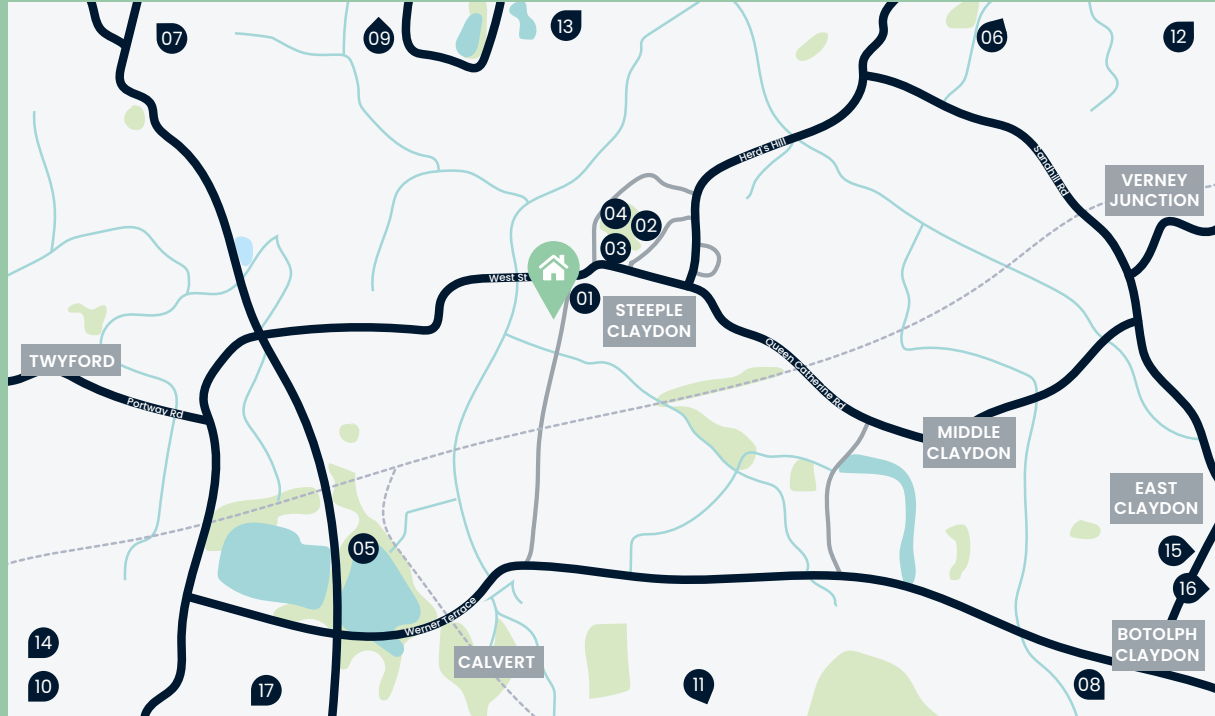 07
09
13
06
12
Herd's Hill
Sandhill Rd
VERNEY
JUNCTION
04
02
03
West St
01
STEEPLE
CLAYDON
TWYFORD
Portway Rd
Queen Catherine Rd
MIDDLE
CLAYDON
EAST
CLAYDON
05
15
16
Werner Terrace
BOTOLPH
CLAYDON
14
CALVERT
10
17
11
08